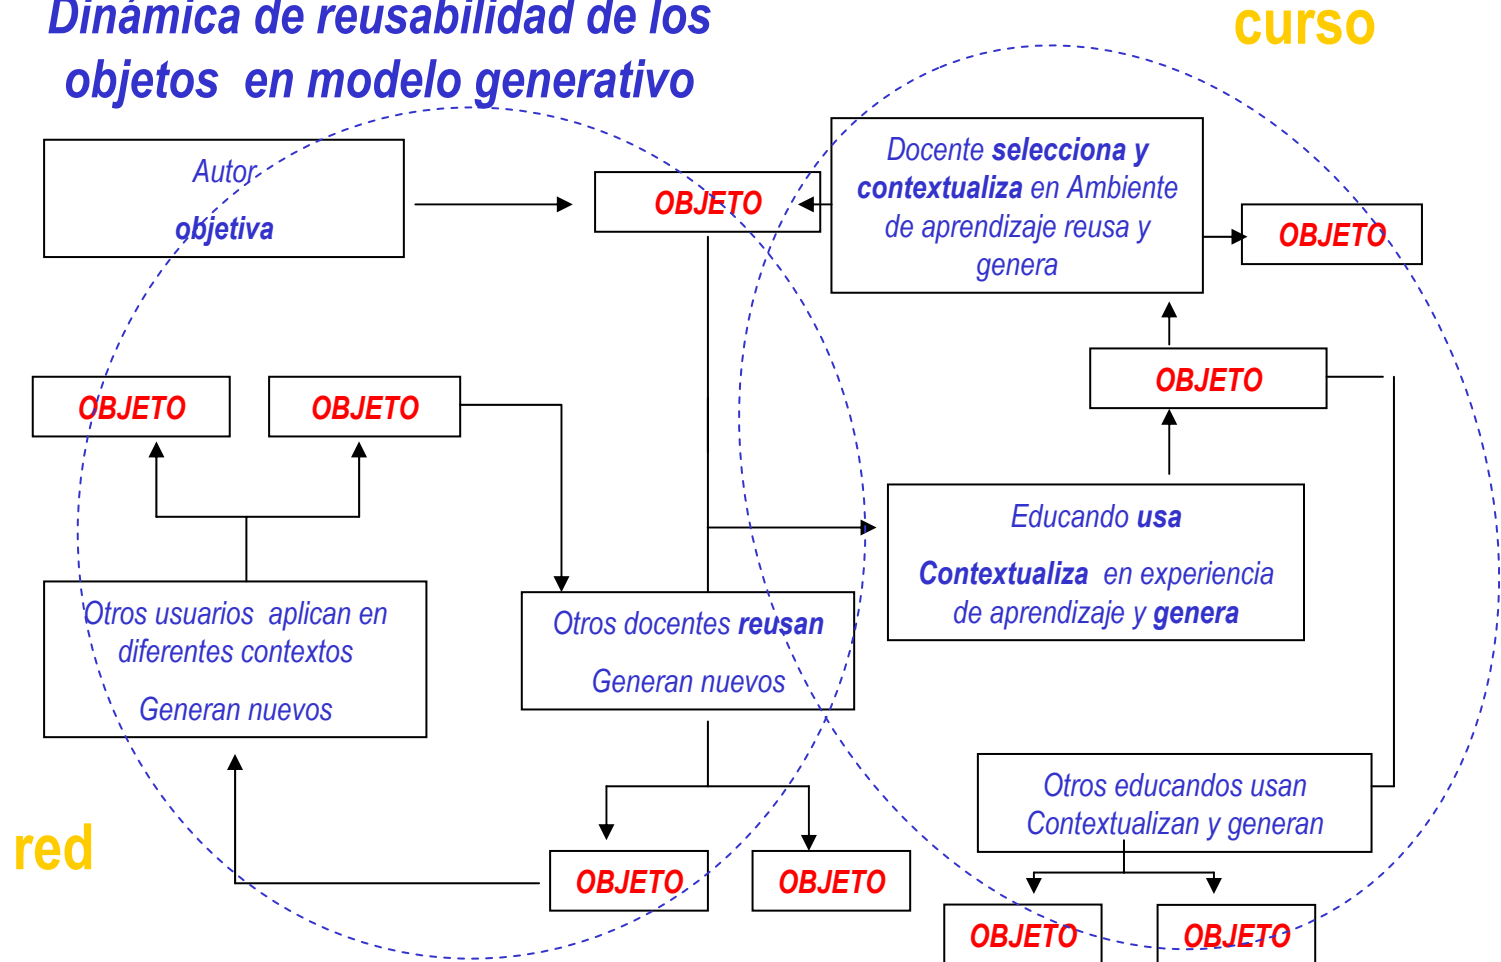 Dinámica de reusabilidad de los
objetos en modelo generativo
curso
Autor
objetiva
OBJETO
Docente selecciona y
contextualiza en Ambiente
de aprendizaje reusa y
genera
OBJETO
OBJETO
OBJETO
OBJETO
Educando usa
Contextualiza en experiencia
de aprendizaje y genera
Otros usuarios aplican en
diferentes contextos
Generan nuevos
Otros docentes reusan
Generan nuevos
Otros educandos usan
Contextualizan y generan
red
OBJETO
OBJETO
OBJETO
OBJETO